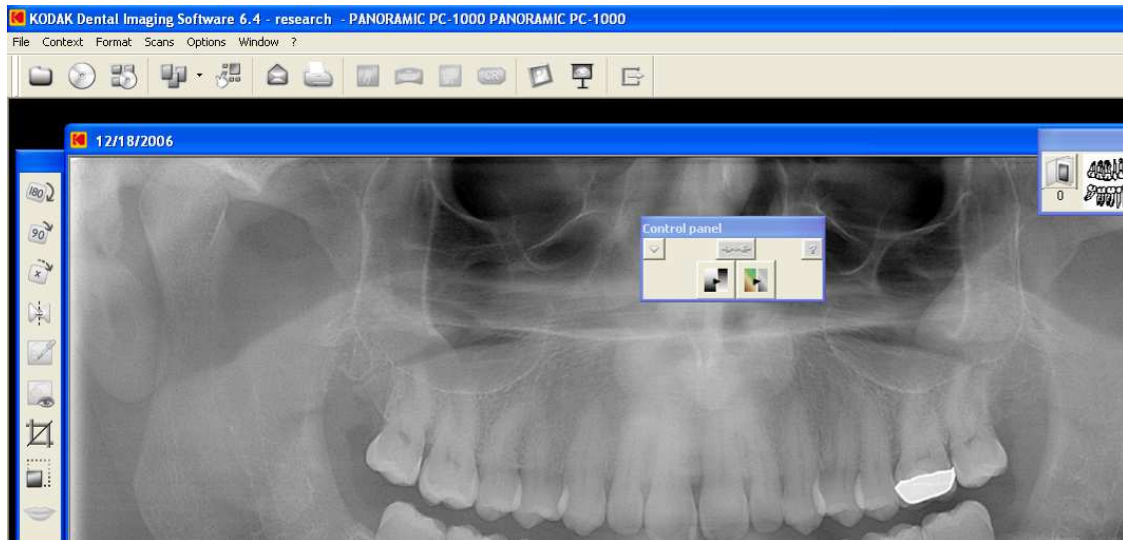 KODAK Dental Imaging Software 6.4 - research - PANORAMIC PC-1000 PANORAMIC PC-1000
File Context Format Scans Options Window ?
12/18/2006
180
90
x
Control panel
?
0